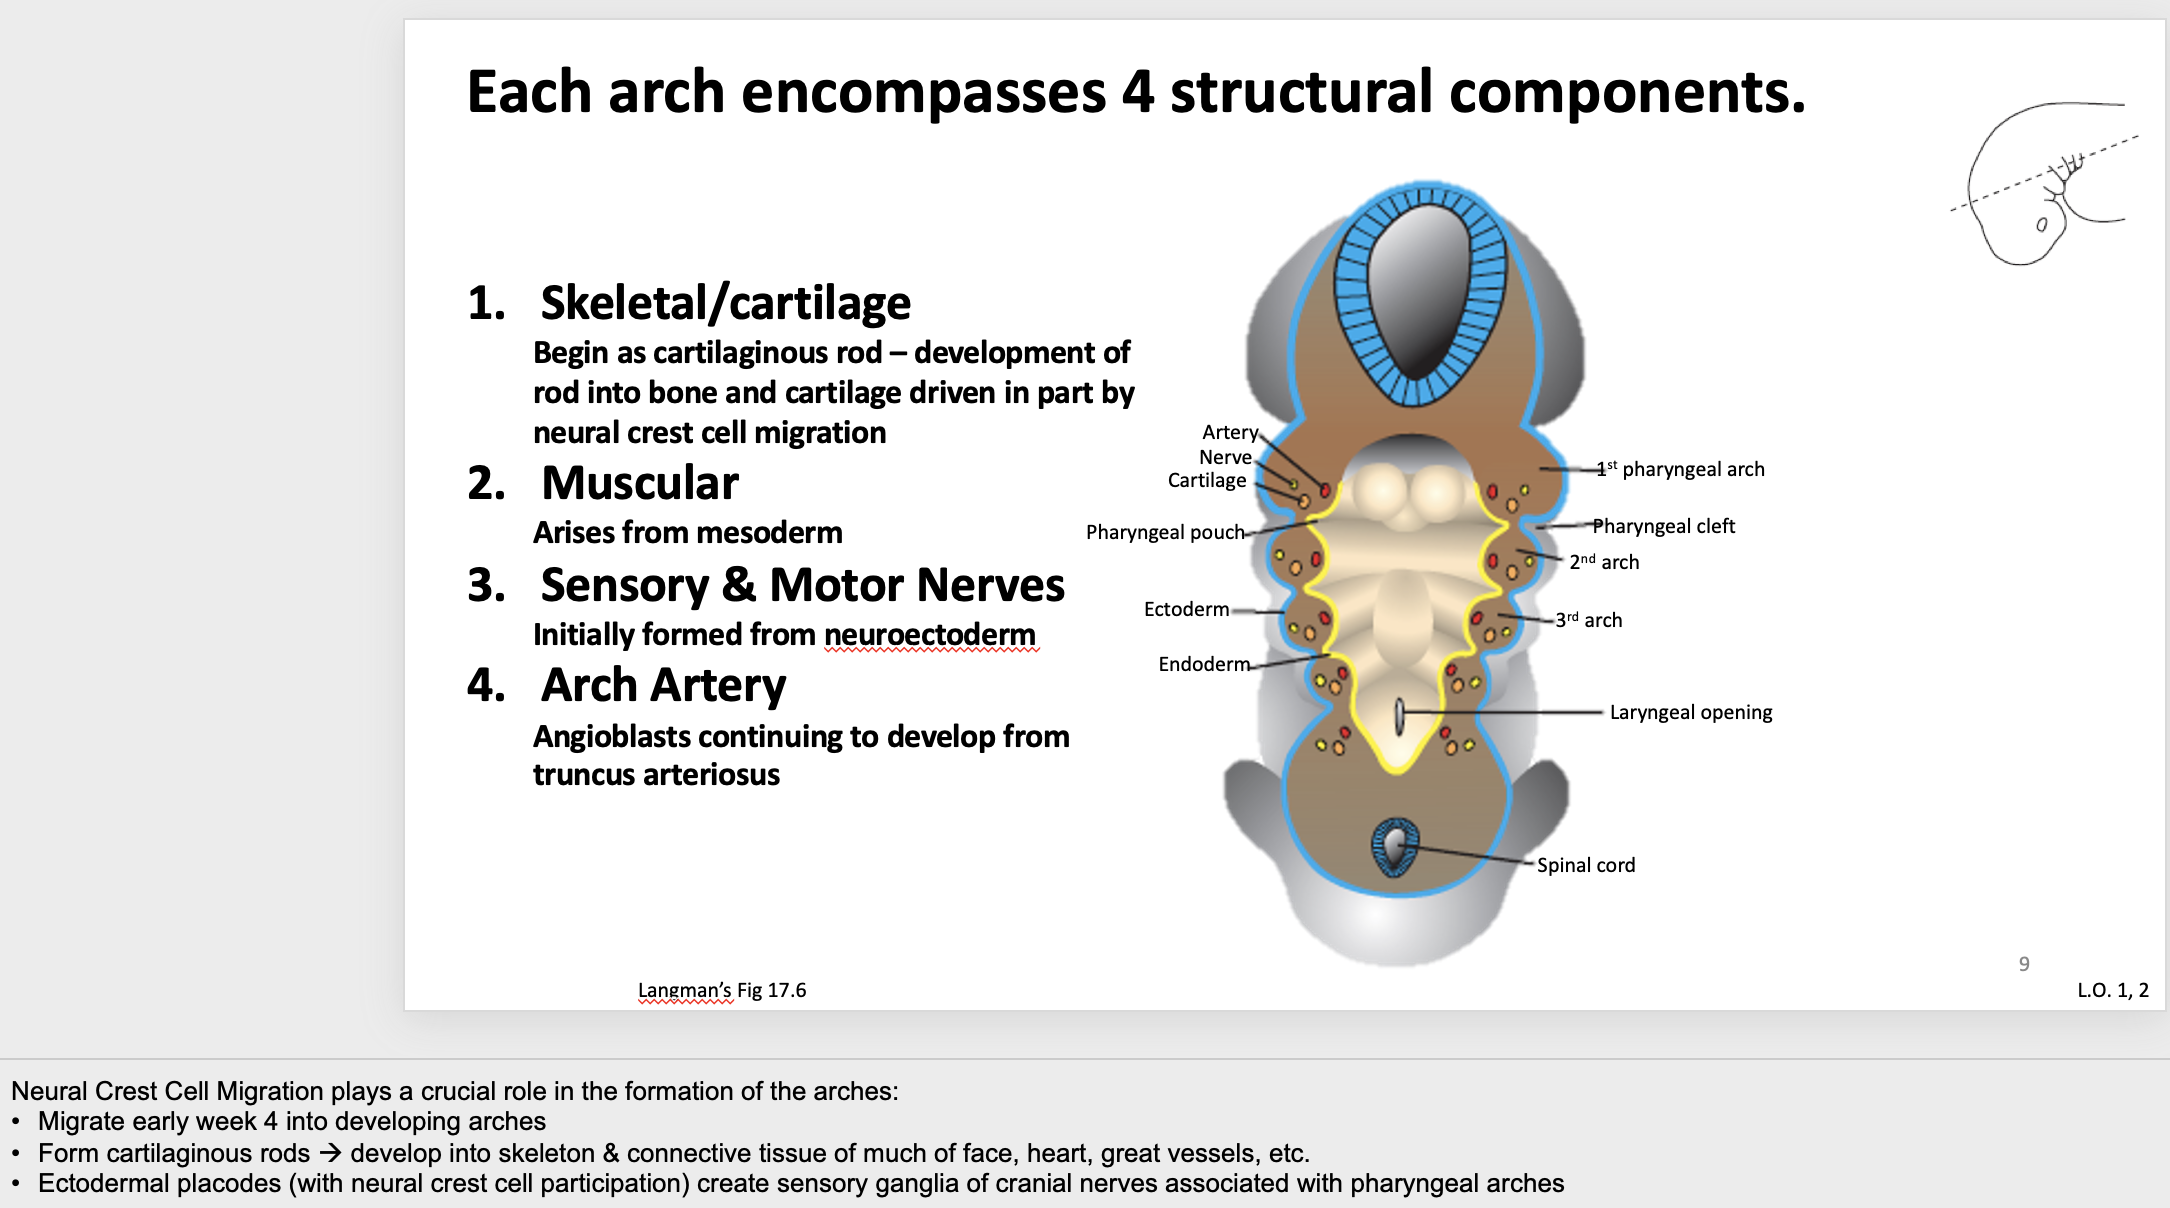 Each arch encompasses 4 structural components.
1. Skeletal/cartilage
Begin as cartilaginous rod – development of
rod into bone and cartilage driven in part by
neural crest cell migration
2. Muscular
Arises from mesoderm
3. Sensory & Motor Nerves
Initially formed from neuroectoderm
4. Arch Artery
Angioblasts continuing to develop from
truncus arteriosus
Artery
Nerve
Cartilage
Pharyngeal pouch
Ectoderm
Endoderm
1st pharyngeal arch
Pharyngeal cleft
2nd arch
3rd arch
Laryngeal opening
Spinal cord
Langman's Fig 17.6
9
L.O. 1, 2
Neural Crest Cell Migration plays a crucial role in the formation of the arches:
• Migrate early week 4 into developing arches
• Form cartilaginous rods → develop into skeleton & connective tissue of much of face, heart, great vessels, etc.
• Ectodermal placodes (with neural crest cell participation) create sensory ganglia of cranial nerves associated with pharyngeal arches